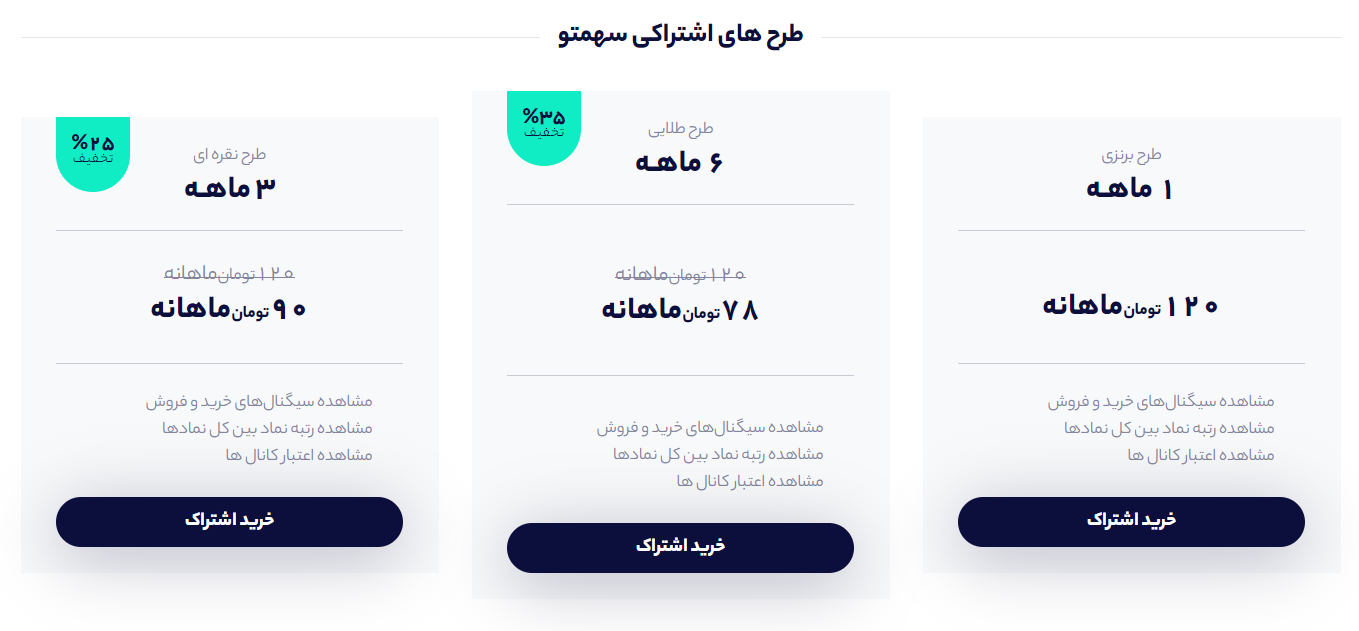 طرح های اشتراکی سهمتو
طرح برنزی
۱ ماهه
۱۲۰ تومان ماهانه
مشاهده سیگنال‌های خرید و فروش
مشاهده رتبه نماد بین کل نمادها
مشاهده اعتبار کانال ها
خرید اشتراک
%۳۵
تخفیف
طرح طلایی
۶ ماهه
۱۲۰ تومان ماهانه
۷۸ تومان ماهانه
مشاهده سیگنال‌های خرید و فروش
مشاهده رتبه نماد بین کل نمادها
مشاهده اعتبار کانال ها
خرید اشتراک
%۲۵
تخفیف
طرح نقره ای
۳ ماهه
۱۲۰ تومان ماهانه
۹۰ تومان ماهانه
مشاهده سیگنال‌های خرید و فروش
مشاهده رتبه نماد بین کل نمادها
مشاهده اعتبار کانال ها
خرید اشتراک